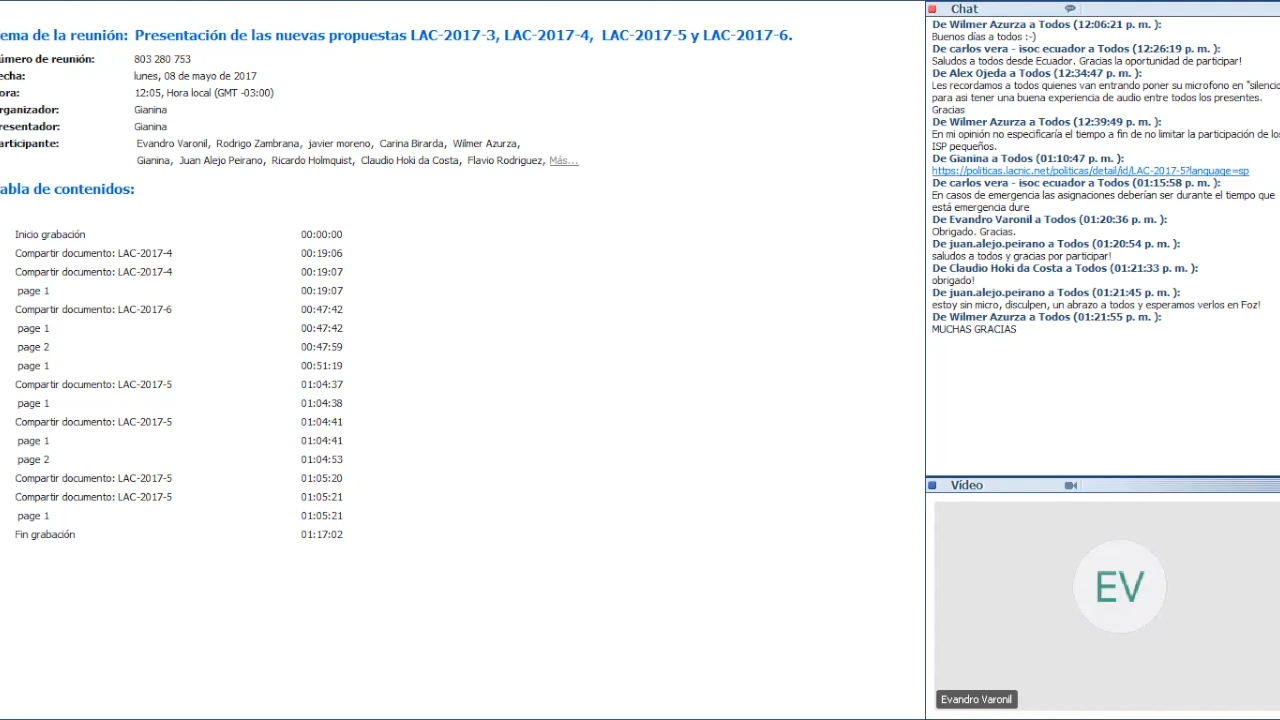 ema de la reunión: Presentación de las nuevas propuestas LAC-2017-3, LAC-2017-4, LAC-2017-5 y LAC-2017-6.
úmero de reunión: 803 280 753
echa: lunes, 08 de mayo de 2017
ora: 12:05, Hora local (GMT -03:00)
rganizador: Gianina
resentador: Gianina
articipante: Evandro Varonil, Rodrigo Zambrana, javier moreno, Carina Birarda, Wilmer Azurza,
Gianina, Juan Alejo Peirano, Ricardo Holmquist, Claudio Hoki da Costa, Flavio Rodriguez, Más...
abla de contenidos:
Inicio grabación 00:00:00
Compartir documento: LAC-2017-4 00:19:06
Compartir documento: LAC-2017-4 00:19:07
page 1 00:19:07
Compartir documento: LAC-2017-6 00:47:42
page 1 00:47:42
page 2 00:47:59
page 1 00:51:19
Compartir documento: LAC-2017-5 01:04:37
page 1 01:04:38
Compartir documento: LAC-2017-5 01:04:41
page 1 01:04:41
page 2 01:04:53
Compartir documento: LAC-2017-5 01:05:20
Compartir documento: LAC-2017-5 01:05:21
page 1 01:05:21
Fin grabación 01:17:02
Chat
De Wilmer Azurza a Todos (12:06:21 p. m. ):
Buenos días a todos :-)
De carlos vera - isoc ecuador a Todos (12:26:19 p. m. ):
Saludos a todos desde Ecuador. Gracias la oportunidad de participar!
De Alex Ojeda a Todos (12:34:47 p. m. ):
Les recordamos a todos quienes van entrando poner su microfono en "silencio
para asi tener una buena experiencia de audio entre todos los presentes.
Gracias
De Wilmer Azurza a Todos (12:39:49 p. m. ):
En mi opinión no especificaría el tiempo a fin de no limitar la participación de lo
ISP pequeños.
De Gianina a Todos (01:10:47 p. m. ):
https://politicas.lacnic.net/politicas/detail/id/LAC-2017-5?language=sp
De carlos vera - isoc ecuador a Todos (01:15:58 p. m. ):
En casos de emergencia las asignaciones deberían ser durante el tiempo que
está emergencia dure
De Evandro Varonil a Todos (01:20:36 p. m. ):
Obrigado. Gracias.
De juan.alejo.peirano a Todos (01:20:54 p. m. ):
saludos a todos y gracias por participar!
De Claudio Hoki da Costa a Todos (01:21:33 p. m. ):
obrigado!
De juan.alejo.peirano a Todos (01:21:45 p. m. ):
estoy sin micro, disculpen, un abrazo a todos y esperamos verlos en Foz!
De Wilmer Azurza a Todos (01:21:55 p. m. ):
MUCHAS GRACIAS
Vídeo
EV
Evandro Varonil